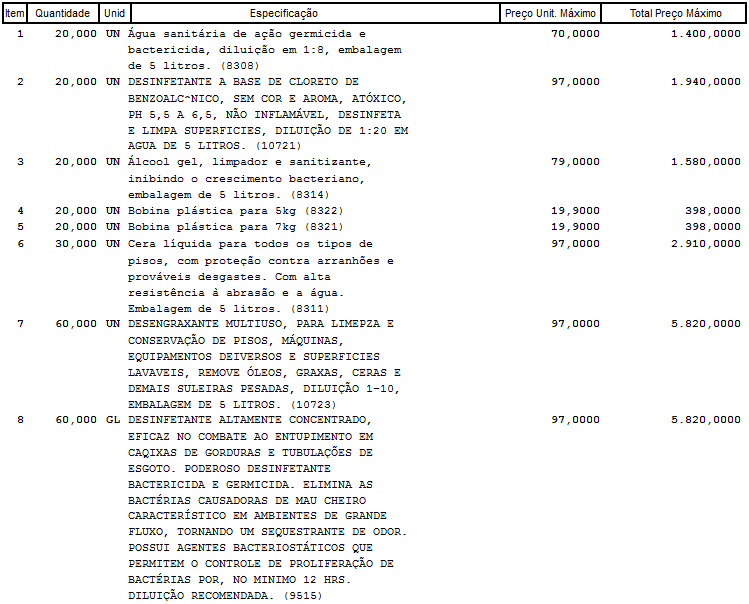 Item Quantidade Unid Especificação Preço Unit. Máximo Total Preço Máximo
1 20,000 UN Água sanitária de ação germicida e 70,0000 1.400,0000
bactericida, diluição em 1:8, embalagem
de 5 litros. (8308)
2 20,000 UN DESINFETANTE A BASE DE CLORETO DE 97,0000 1.940,0000
BENZOALC^NICO, SEM COR E AROMA, ATÓXICO,
PH 5,5 A 6,5, NÃO INFLAMÁVEL, DESINFETA
E LIMPA SUPERFICIES, DILUIÇÃO DE 1:20 EM
AGUA DE 5 LITROS. (10721)
3 20,000 UN Álcool gel, limpador e sanitizante, 79,0000 1.580,0000
inibindo o crescimento bacteriano,
embalagem de 5 litros. (8314)
4 20,000 UN Bobina plástica para 5kg (8322) 19,9000 398,0000
5 20,000 UN Bobina plástica para 7kg (8321) 19,9000 398,0000
6 30,000 UN Cera líquida para todos os tipos de 97,0000 2.910,0000
pisos, com proteção contra arranhões e
prováveis desgastes. Com alta
resistência à abrasão e a água.
Embalagem de 5 litros. (8311)
7 60,000 UN DESENGRAXANTE MULTIUSO, PARA LIMEPZA E 97,0000 5.820,0000
CONSERVAÇÃO DE PISOS, MÁQUINAS,
EQUIPAMENTOS DEIVERSOS E SUPERFICIES
LAVAVEIS, REMOVE ÓLEOS, GRAXAS, CERAS E
DEMAIS SULEIRAS PESADAS, DILUIÇÃO 1-10,
EMBALAGEM DE 5 LITROS. (10723)
8 60,000 GL DESINFETANTE ALTAMENTE CONCENTRADO, 97,0000 5.820,0000
EFICAZ NO COMBATE AO ENTUPIMENTO EM
CAQIXAS DE GORDURAS E TUBULAÇÕES DE
ESGOTO. PODEROSO DESINFETANTE
BACTERICIDA E GERMICIDA. ELIMINA AS
BACTÉRIAS CAUSADORAS DE MAU CHEIRO
CARACTERÍSTICO EM AMBIENTES DE GRANDE
FLUXO, TORNANDO UM SEQUESTRANTE DE ODOR.
POSSUI AGENTES BACTERIOSTÁTICOS QUE
PERMITEM O CONTROLE DE PROLIFERAÇÃO DE
BACTÉRIAS POR, NO MINIMO 12 HRS.
DILUIÇÃO RECOMENDADA. (9515)